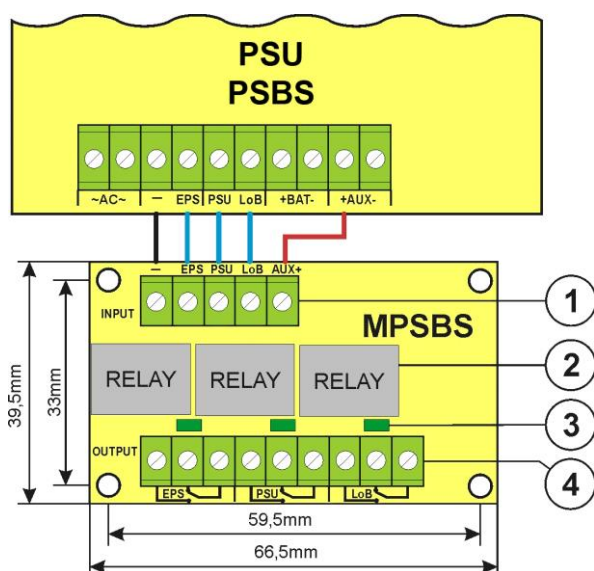 PSU
PSBS
~AC~ — EPS PSU LoB +BAT- +AUX-
— EPS PSU LoB AUX+
INPUT
MPSBS
1
RELAY RELAY RELAY
2
3
OUTPUT
4
EPS PSU LoB
39,5mm
33mm
59,5mm
66,5mm